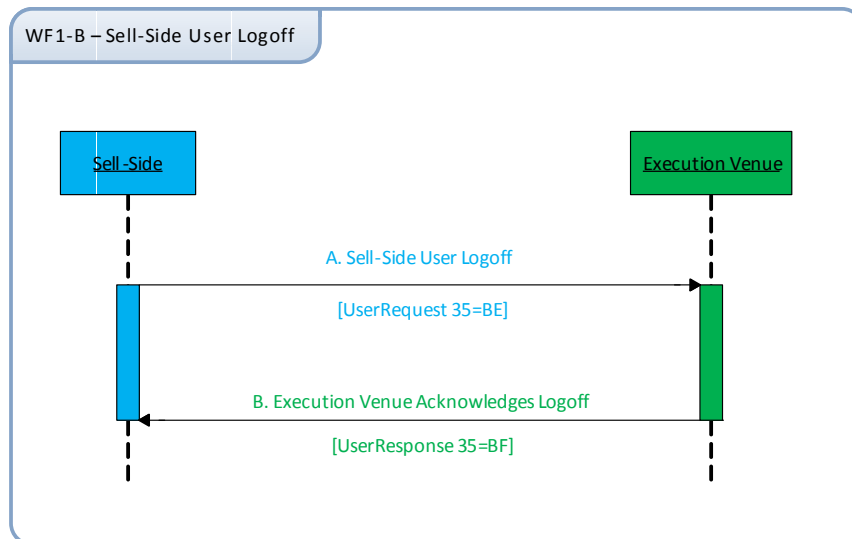 WF1-B – Sell-Side User Logoff
Sell-Side
Execution Venue
A. Sell-Side User Logoff
[UserRequest 35=BE]
B. Execution Venue Acknowledges Logoff
[UserResponse 35=BF]